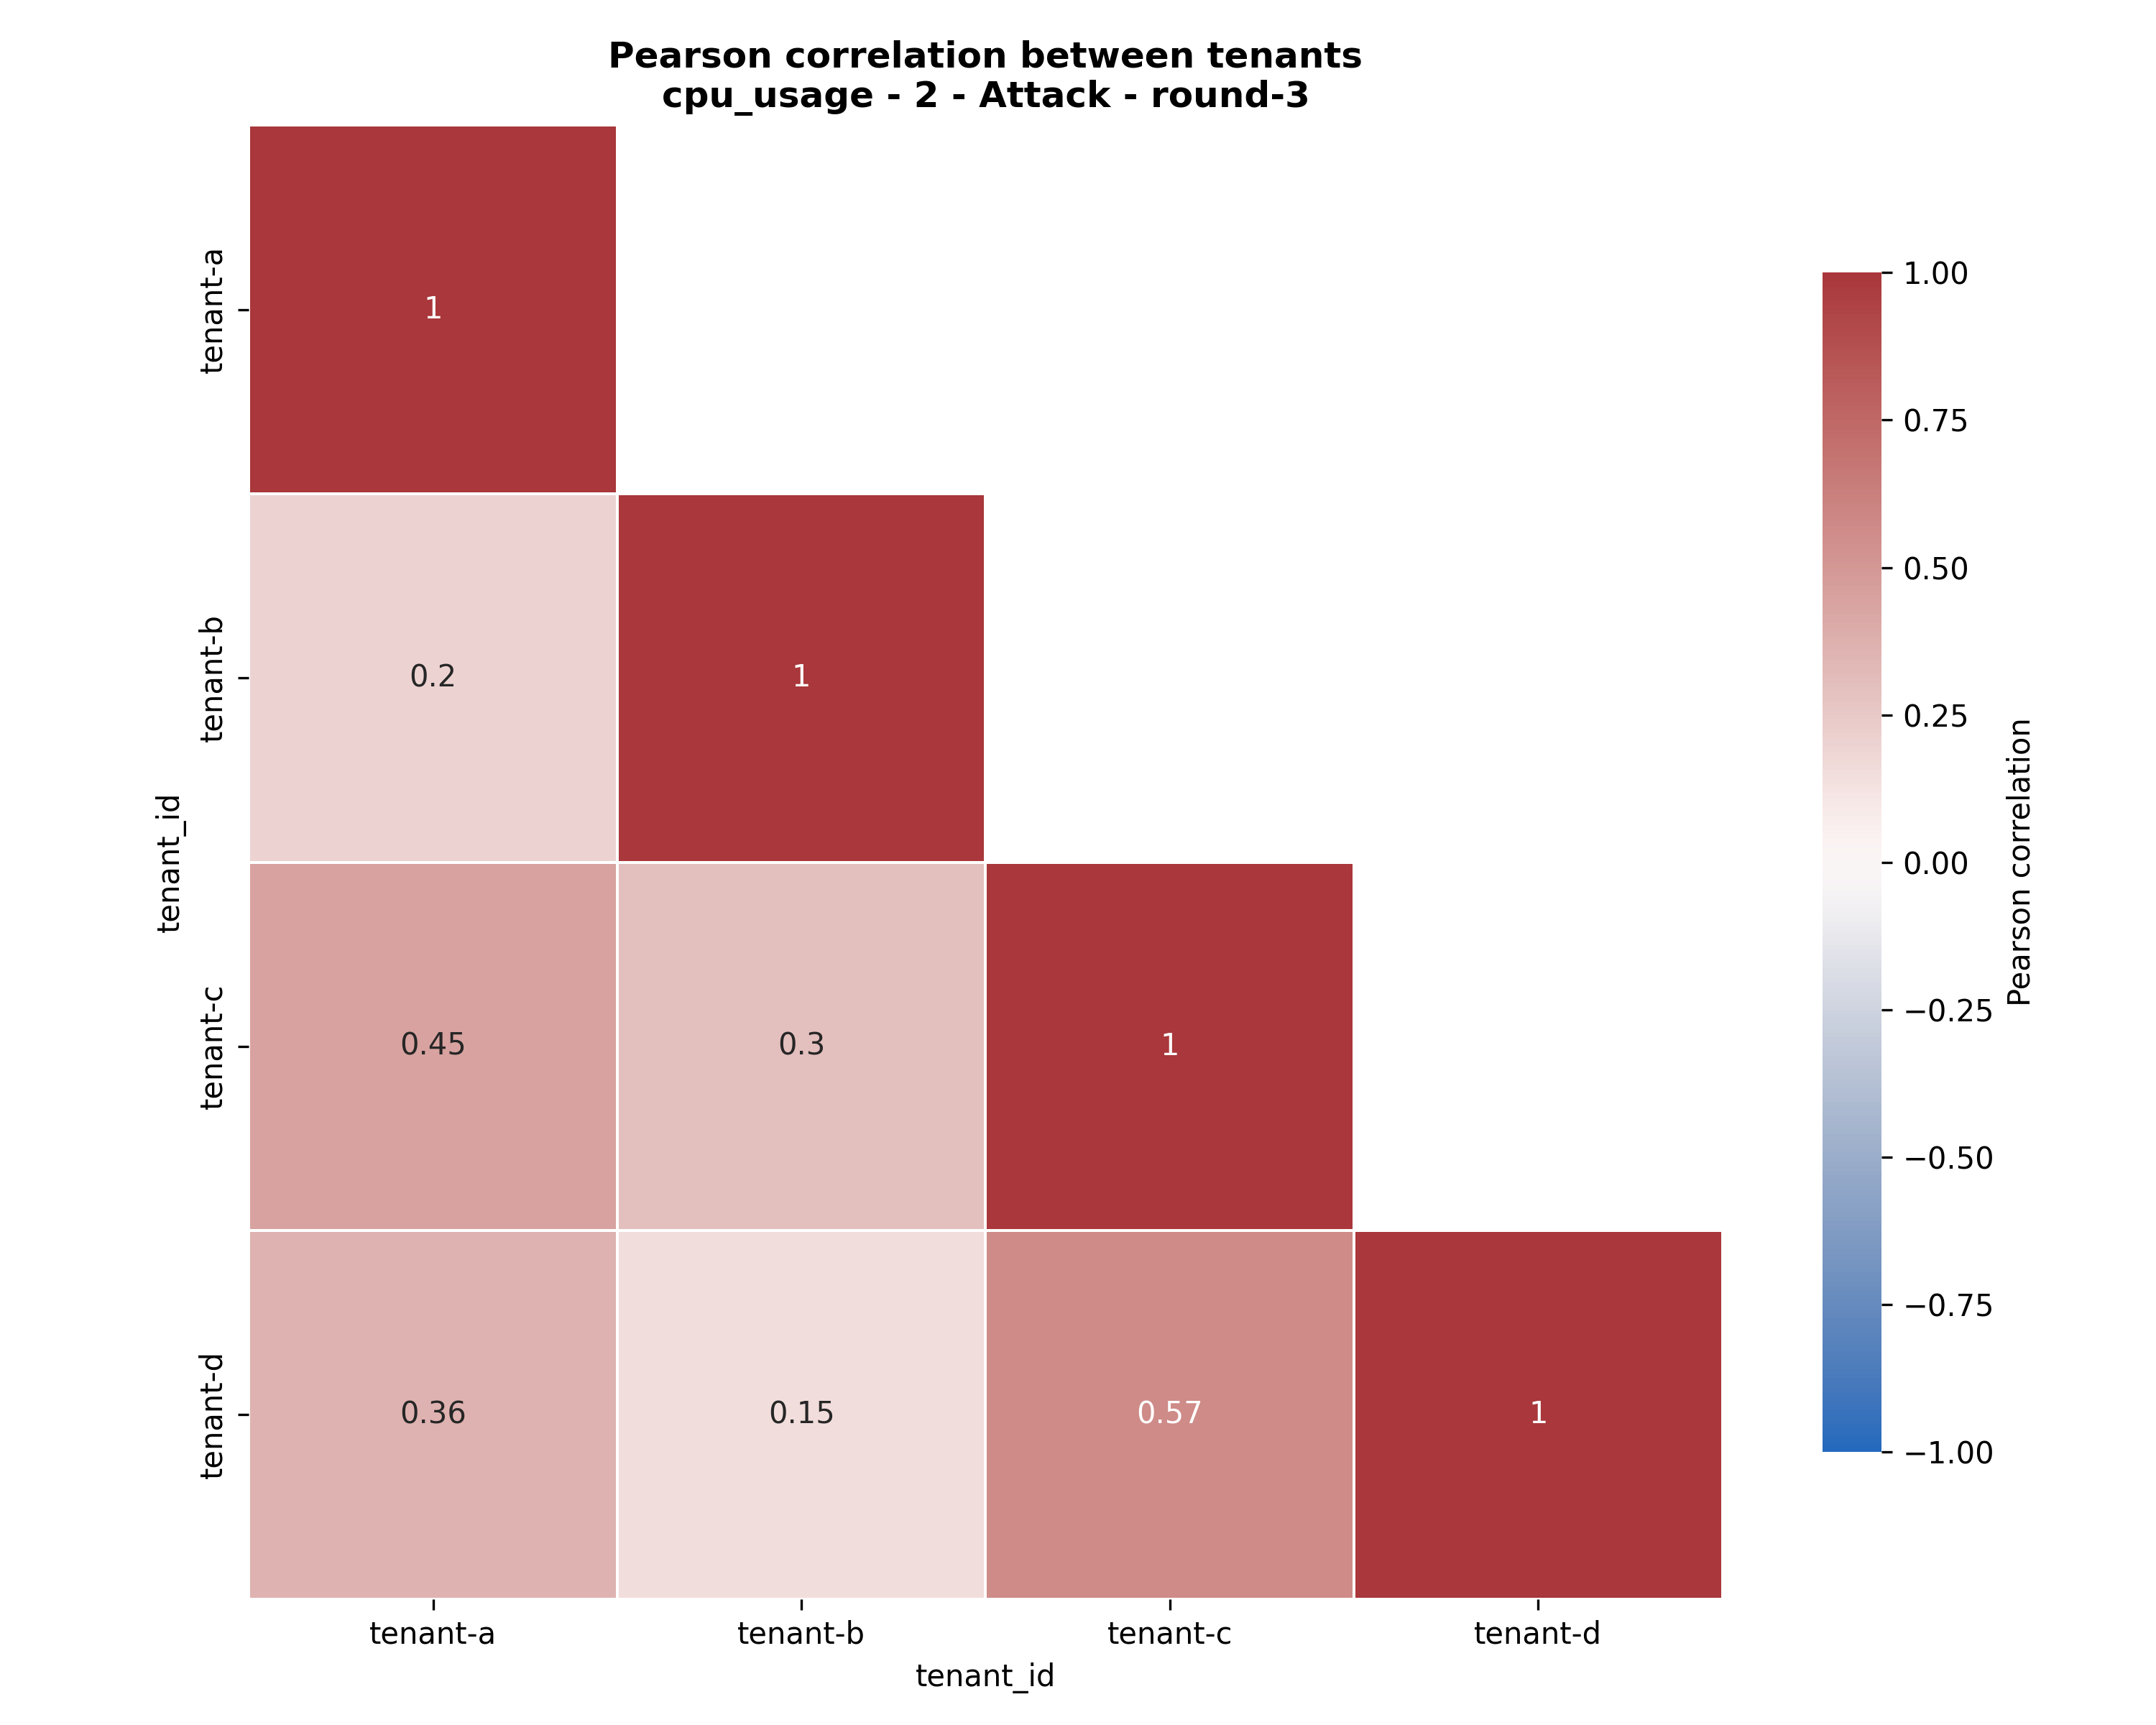 Pearson correlation between tenants
cpu_usage - 2 - Attack - round-3
tenant_id
tenant-a
1
tenant-b
0.2
1
tenant-c
0.45
0.3
1
tenant-d
0.36
0.15
0.57
1
tenant-a
tenant-b
tenant-c
tenant-d
tenant_id
1.00
0.75
0.50
0.25
0.00
−0.25
−0.50
−0.75
−1.00
Pearson correlation